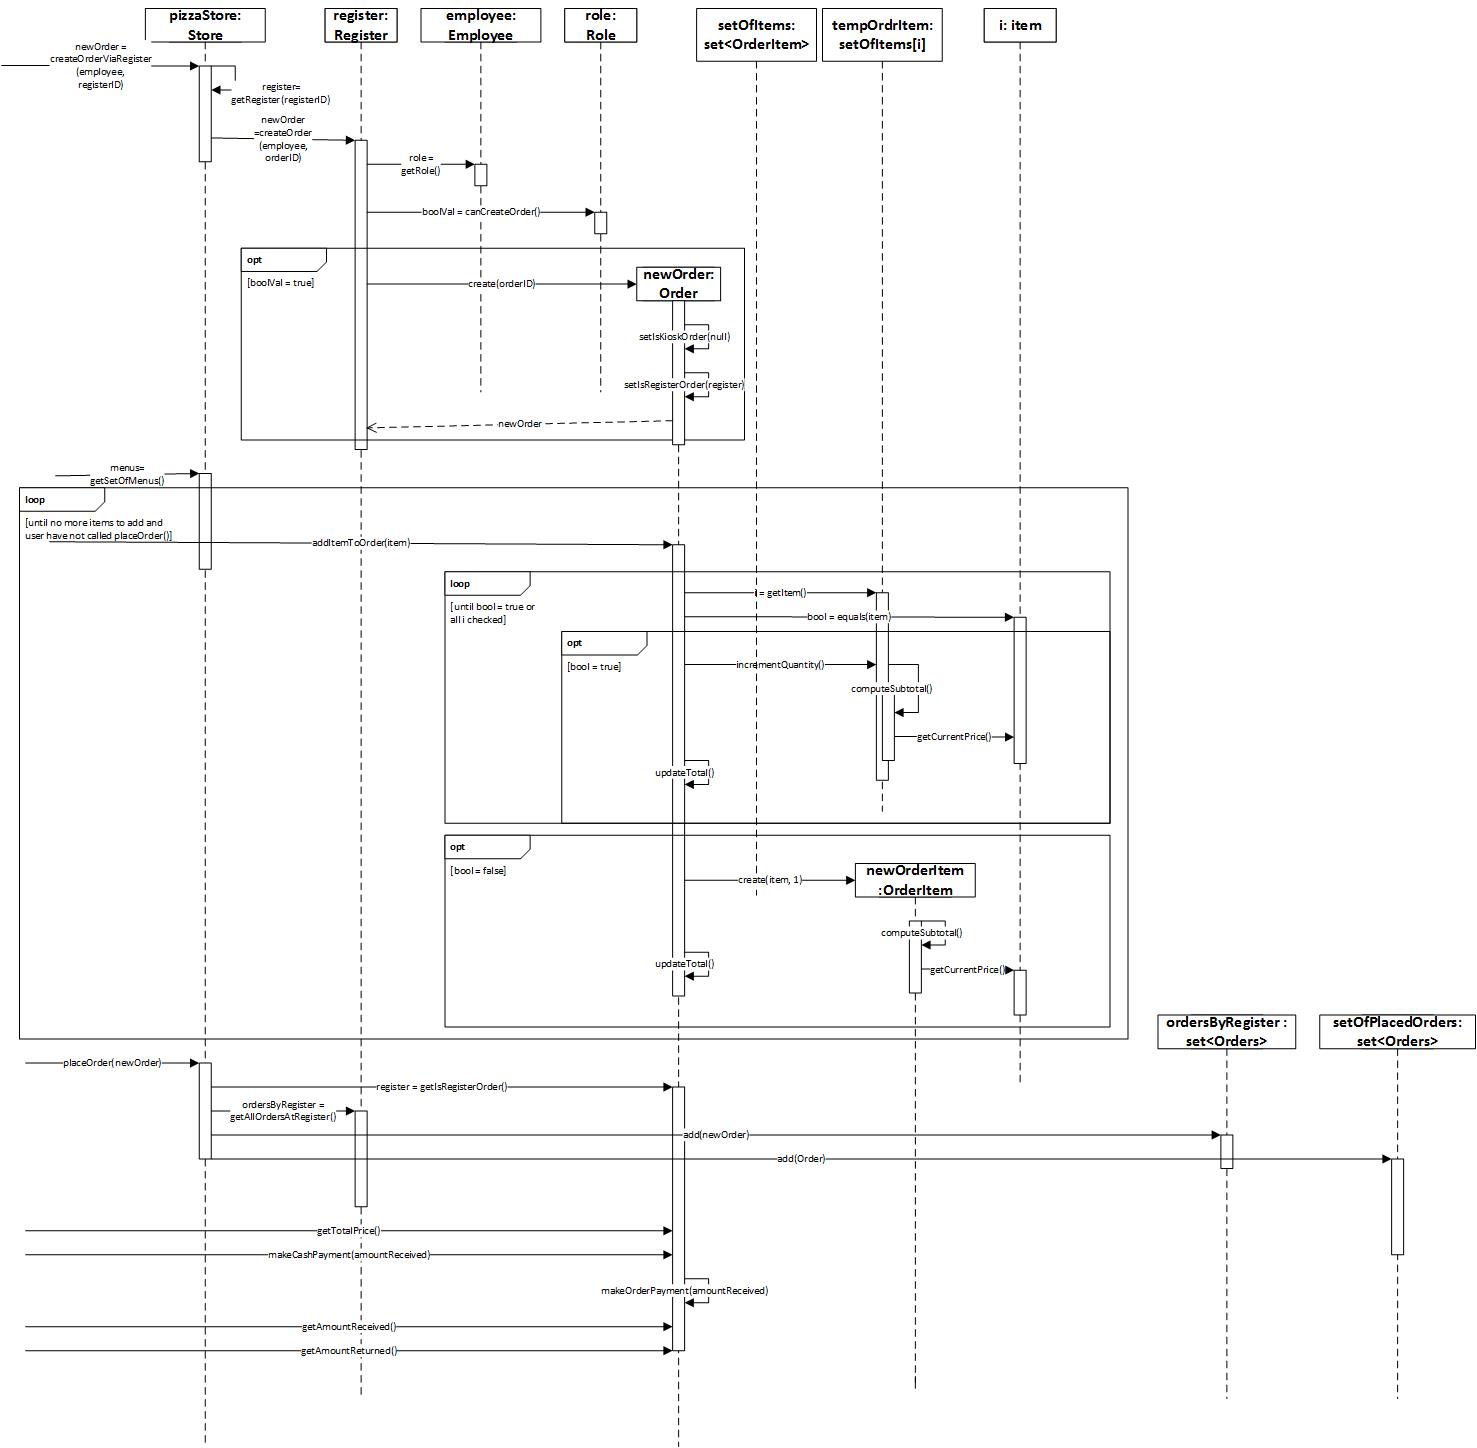 pizzaStore:
Store
register:
Register
employee:
Employee
role:
Role
setOfItems:
set<OrderItem>
tempOrdrItem:
setOfItems[i]
i: item
newOrder =
createOrderViaRegister
(employee,
registerID)
register=
getRegister(registerID)
newOrder
=createOrder
(employee,
orderID)
role =
getRole()
boolVal = canCreateOrder()
opt
[boolVal = true]
newOrder:
Order
create(orderID)
setIsKioskOrder(null)
setIsRegisterOrder(register)
newOrder
menus=
getSetOfMenus()
loop
[until no more items to add and
user have not called placeOrder()]
addItemToOrder(item)
loop
[until bool = true or
all i checked]
i = getItem()
bool = equals(item)
opt
[bool = true]
incrementQuantity()
computeSubtotal()
getCurrentPrice()
updateTotal()
opt
[bool = false]
create(item, 1)
newOrderItem
:OrderItem
computeSubtotal()
updateTotal()
getCurrentPrice()
ordersByRegister :
set<Orders>
setOfPlacedOrders:
set<Orders>
placeOrder(newOrder)
register = getIsRegisterOrder()
ordersByRegister =
getAllOrdersAtRegister()
add(newOrder)
add(Order)
getTotalPrice()
makeCashPayment(amountReceived)
makeOrderPayment(amountReceived)
getAmountReceived()
getAmountReturned()